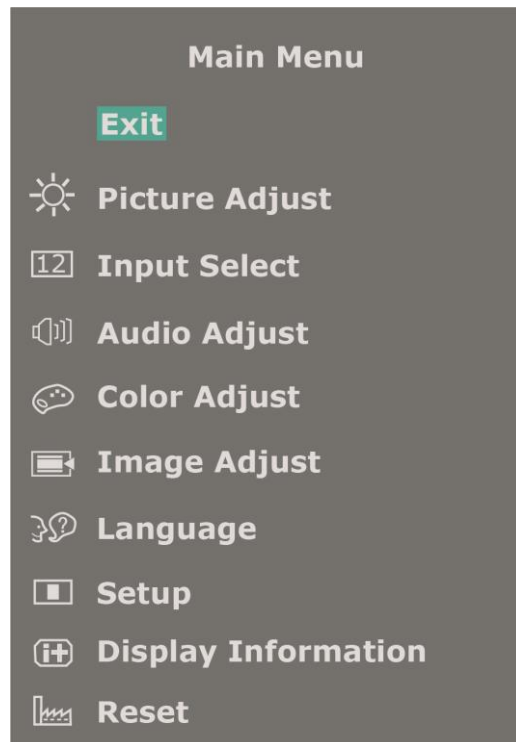 Main Menu
Exit
Picture Adjust
12 Input Select
Audio Adjust
Color Adjust
Image Adjust
? Language
Setup
i+ Display Information
Reset